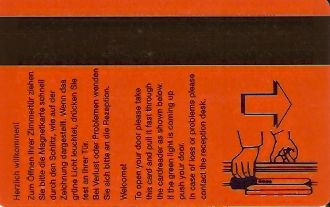 Herzlich willkommen!
Zum Öffnen Ihrer Zimmertür ziehen
Sie bitte die Magnetkarte schnell
durch den Schlitz, wie auf der
Zeichnung dargestellt. Wenn das
grüne Licht leuchtet, drücken Sie
fest an Ihrer Tür.
Bei Verlust oder Problemen wenden
Sie sich bitte an die Rezeption.
Welcome!
To open your door please take
this card and pull it fast through
the cardreader as shown below.
If the green light is coming up
push your door.
In case of loss or problems please
contact the reception desk.